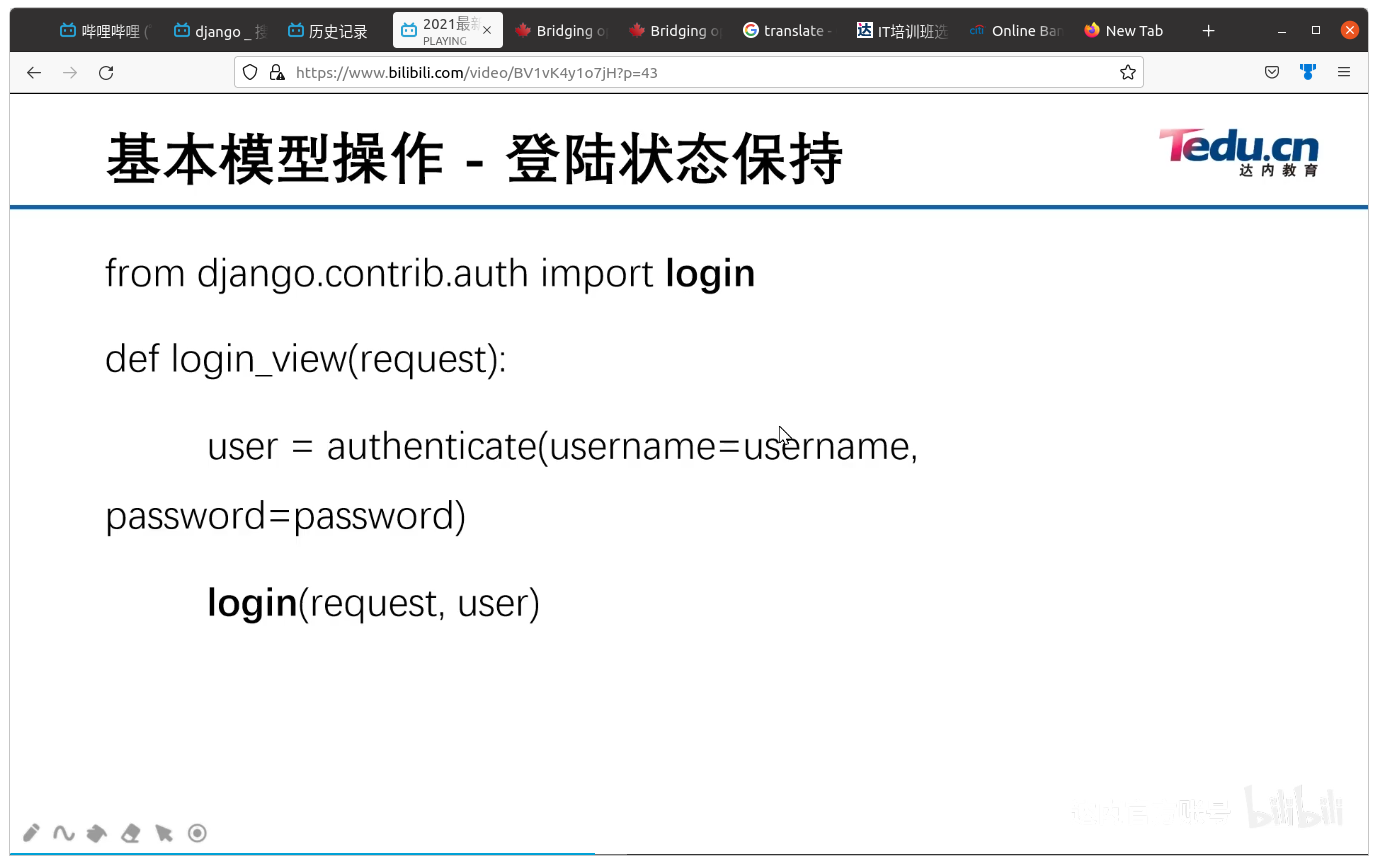 哔哩哔哩 (
django _ 搜
历史记录
2021最新
PLAYING
Bridging o
Bridging o
translate -
IT培训班选
citi
Online Ban
New Tab
https://www.bilibili.com/video/BV1vK4y1o7jH?p=43
基本模型操作 - 登陆状态保持
Tedu.cn
达内教育
from django.contrib.auth import login
def login_view(request):
user = authenticate(username=username,
password=password)
login(request, user)
bilibili